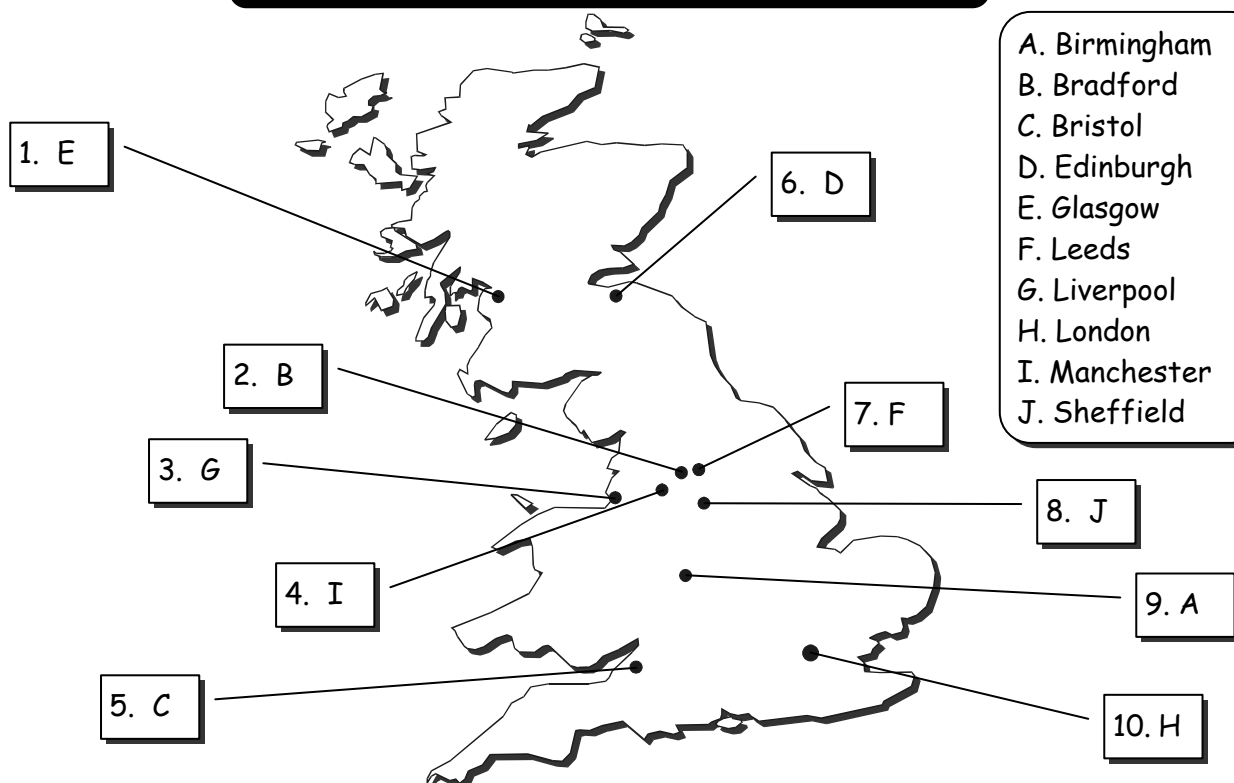 1. E
2. B
3. G
4. I
5. C
6. D
7. F
8. J
9. A
10. H
A. Birmingham
B. Bradford
C. Bristol
D. Edinburgh
E. Glasgow
F. Leeds
G. Liverpool
H. London
I. Manchester
J. Sheffield